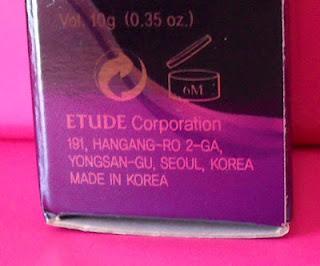 Vol. 10g (0.35 oz.)
6M
ETUDE Corporation
191, HANGANG-RO 2-GA,
YONGSAN-GU, SEOUL, KOREA
MADE IN KOREA